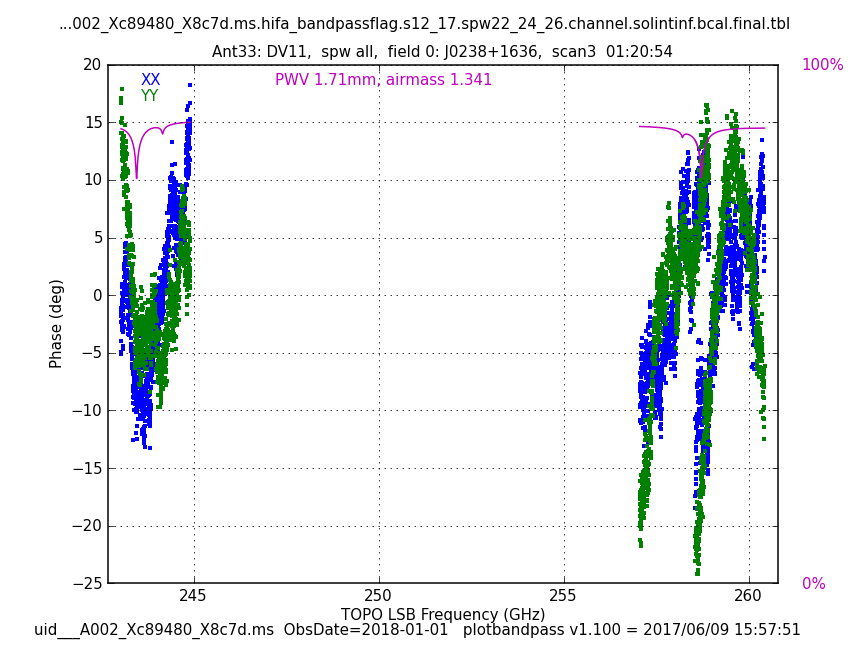 ...002_Xc89480_X8c7d.ms.hifa_bandpassflag.s12_17.spw22_24_26.channel.solintinf.bcal.final.tbl
Ant33: DV11, spw all, field 0: J0238+1636, scan3 01:20:54
XX
YY
PWV 1.71mm, airmass 1.341
100%
0%
20
15
10
5
0
−5
−10
−15
−20
−25
Phase (deg)
245 250 255 260
TOPO LSB Frequency (GHz)
uid___A002_Xc89480_X8c7d.ms ObsDate=2018-01-01 plotbandpass v1.100 = 2017/06/09 15:57:51